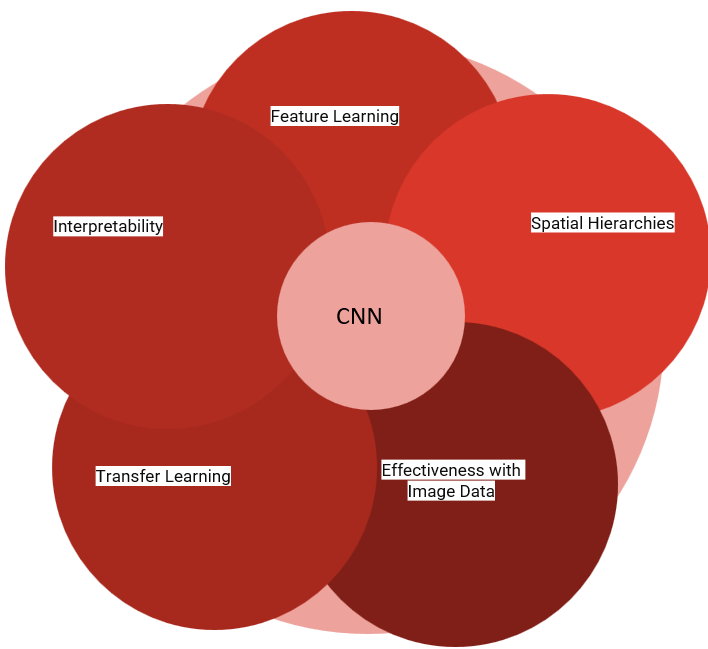 Feature Learning
Spatial Hierarchies
Interpretability
CNN
Effectiveness with
Image Data
Transfer Learning